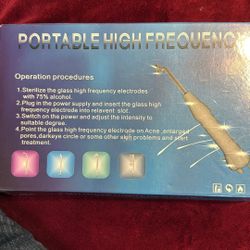 PORTABLE HIGH FREQUENCY
Operation procedures
1.Sterilize the glass high frequency electrodes
with 75% alcohol.
2.Plug in the power supply and insert the glass high
frequency electrode into relevent slot.
3.Switch on the power and adjust the intensity to
suitable degree.
4.Point the glass high frequency electrode on Acne ,enlarged
pores,darkeye circle or some other skin problems and start
treatment.